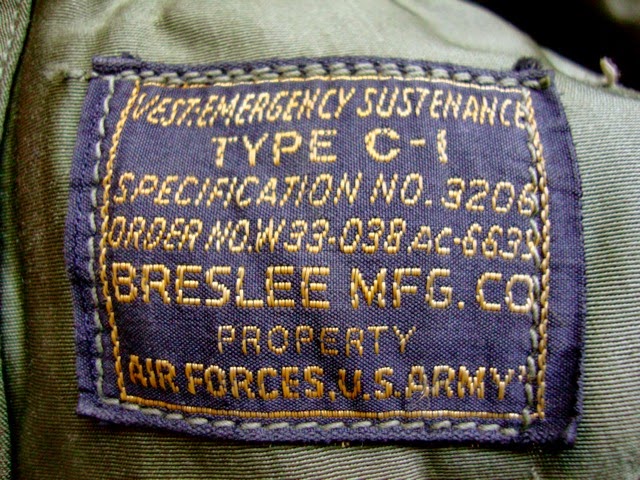 VEST:EMERGENCY SUSTENANCE
TYPE C-1
SPECIFICATION NO. 3206
ORDER NO.W33-038 AC-6635
BRESLEE MFG. CO
PROPERTY
AIR FORCES, U.S. ARMY